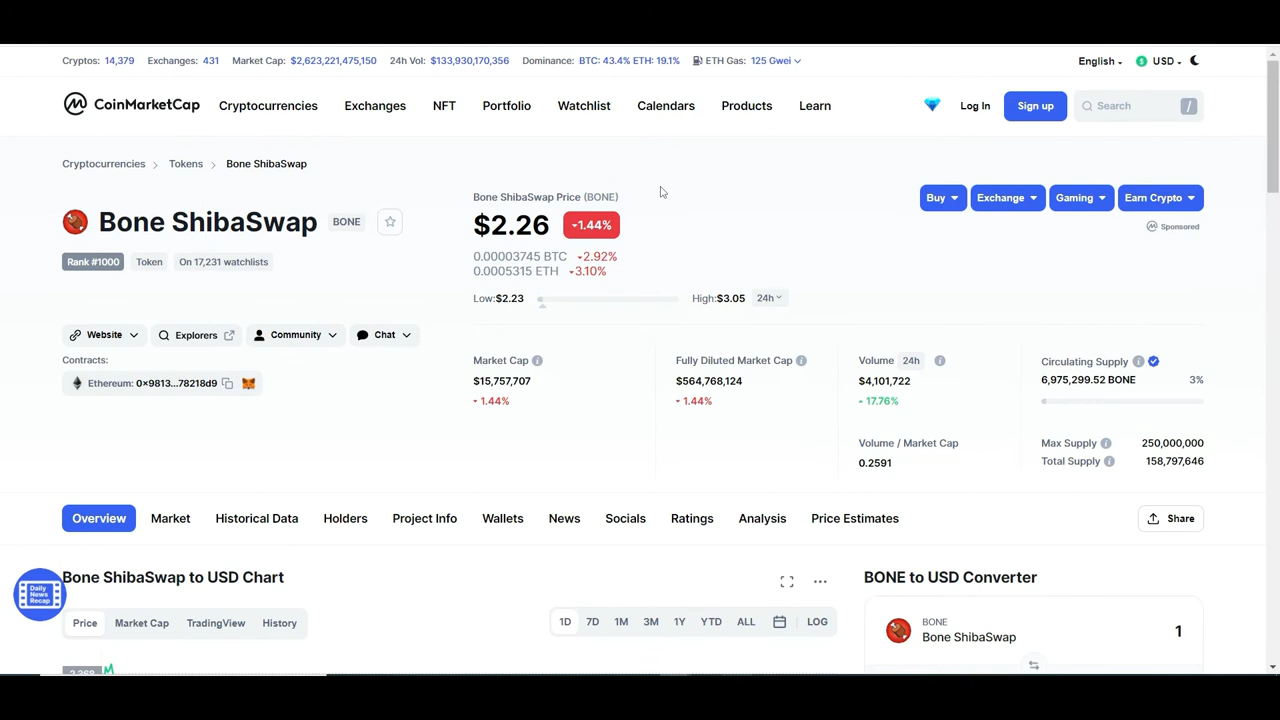 Cryptos: 14,379 Exchanges: 431 Market Cap: $2,623,221,475,150 24h Vol: $133,930,170,356 Dominance: BTC: 43.4% ETH: 19.1% ETH Gas: 125 Gwei English USD
CoinMarketCap Cryptocurrencies Exchanges NFT Portfolio Watchlist Calendars Products Learn Log In Sign up Search /
Cryptocurrencies Tokens Bone ShibaSwap
Bone ShibaSwap BONE
Rank #1000 Token On 17,231 watchlists
Website Explorers Community Chat
Contracts:
Ethereum: 0x9813...78218d9
Bone ShibaSwap Price (BONE)
$2.26 1.44%
0.00003745 BTC 2.92%
0.0005315 ETH 3.10%
Low:$2.23 High:$3.05 24h
Buy Exchange Gaming Earn Crypto
Sponsored
Market Cap
$15,757,707
1.44%
Fully Diluted Market Cap
$564,768,124
1.44%
Volume 24h
$4,101,722
17.76%
Volume / Market Cap
0.2591
Circulating Supply
6,975,299.52 BONE 3%
Max Supply 250,000,000
Total Supply 158,797,646
Overview Market Historical Data Holders Project Info Wallets News Socials Ratings Analysis Price Estimates Share
Daily
News
Recap
Bone ShibaSwap to USD Chart
Price Market Cap TradingView History
1D 7D 1M 3M 1Y YTD ALL LOG
BONE to USD Converter
BONE
Bone ShibaSwap 1